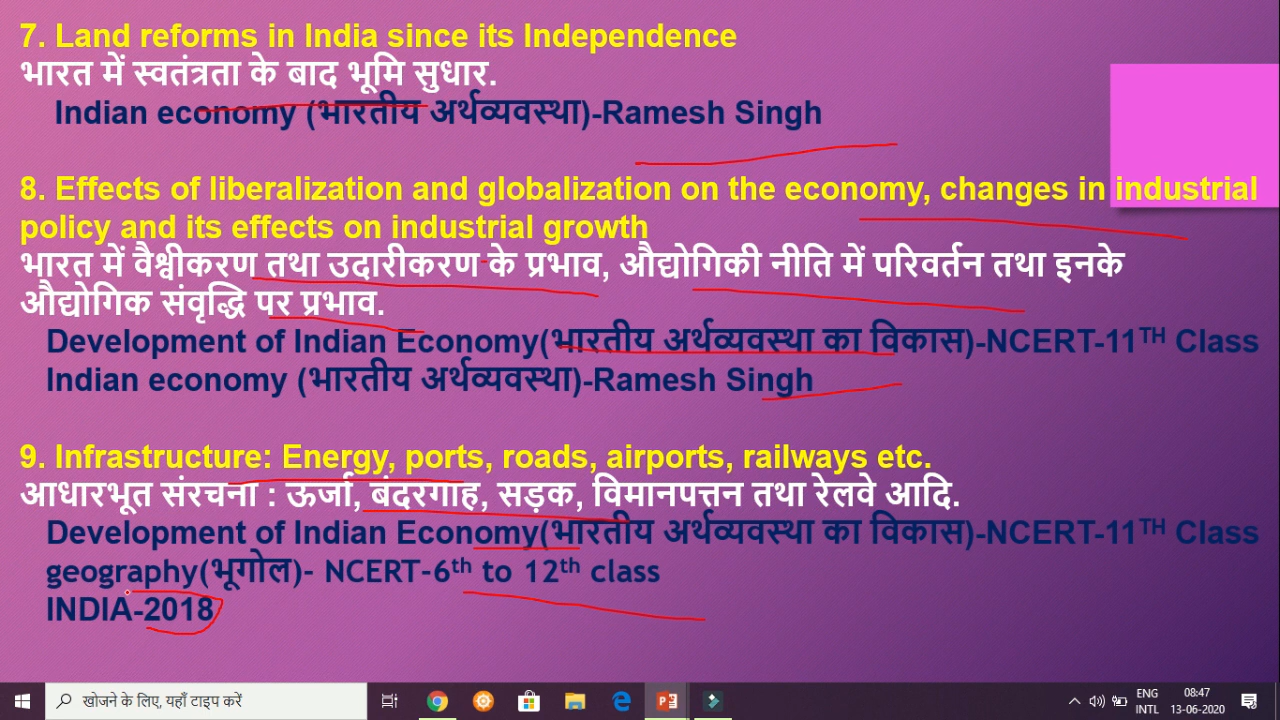 7. Land reforms in India since its Independence
भारत में स्वतंत्रता के बाद भूमि सुधार.
Indian economy (भारतीय अर्थव्यवस्था)-Ramesh Singh
8. Effects of liberalization and globalization on the economy, changes in industrial
policy and its effects on industrial growth
भारत में वैश्वीकरण तथा उदारीकरण के प्रभाव, औद्योगिकी नीति में परिवर्तन तथा इनके
औद्योगिक संवृद्धि पर प्रभाव.
Development of Indian Economy(भारतीय अर्थव्यवस्था का विकास)-NCERT-11TH Class
Indian economy (भारतीय अर्थव्यवस्था)-Ramesh Singh
9. Infrastructure: Energy, ports, roads, airports, railways etc.
आधारभूत संरचना : ऊर्जा, बंदरगाह, सड़क, विमानपत्तन तथा रेलवे आदि.
Development of Indian Economy(भारतीय अर्थव्यवस्था का विकास)-NCERT-11TH Class
geography(भूगोल)- NCERT-6th to 12th class
INDIA-2018
खोजने के लिए, यहाँ टाइप करें
ENG 08:47
INTL 13-06-2020